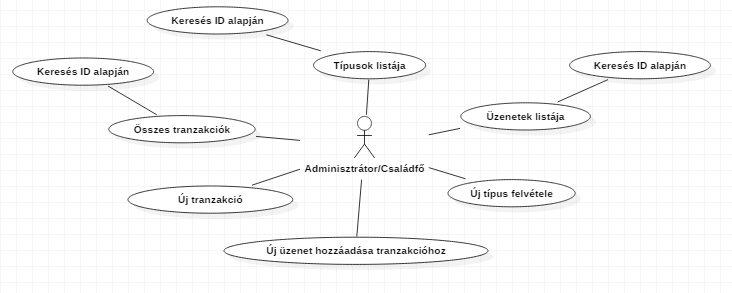 Keresés ID alapján
Típusok listája
Keresés ID alapján
Keresés ID alapján
Összes tranzakciók
Üzenetek listája
Adminisztrátor/Családfő
Új tranzakció
Új típus felvétele
Új üzenet hozzáadása tranzakcióhoz